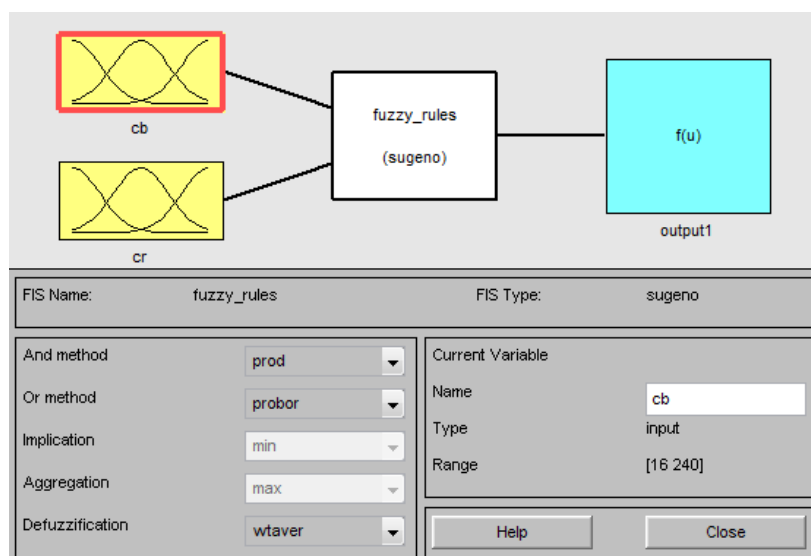 cb
cr
fuzzy_rules
(sugeno)
f(u)
output1
FIS Name: fuzzy_rules FIS Type: sugeno
And method prod
Or method probor
Implication min
Aggregation max
Defuzzification wtaver
Current Variable
Name cb
Type input
Range [16 240]
Help Close